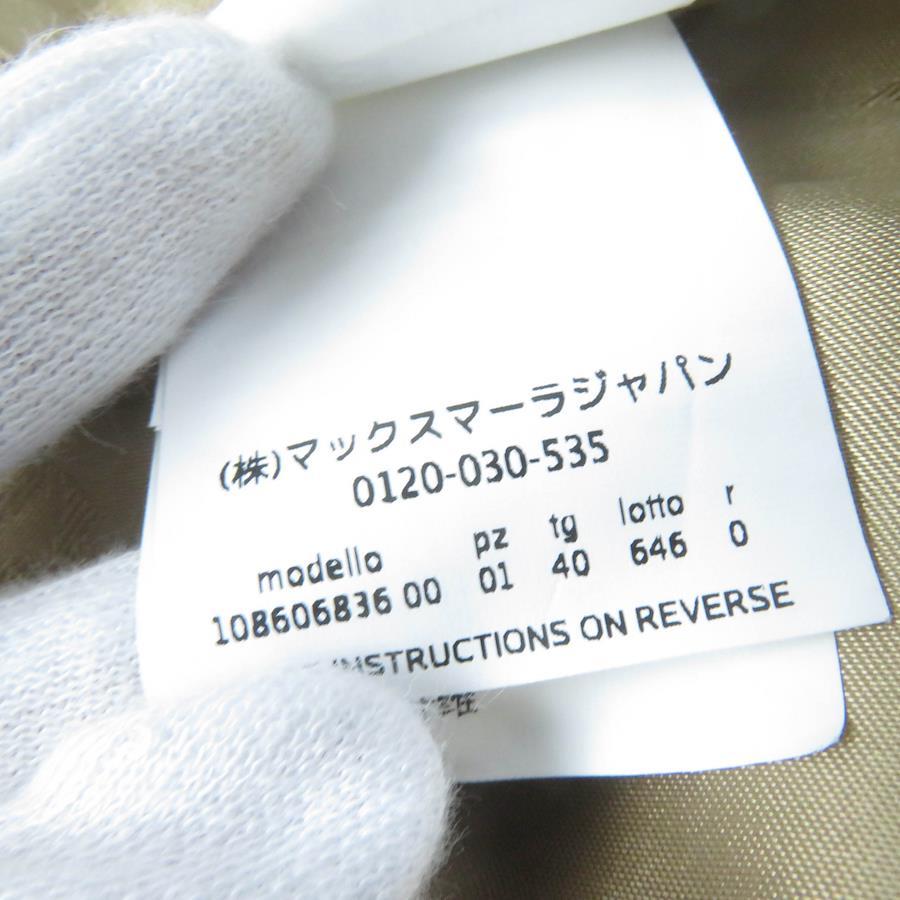 (株)マックスマーラジャパン
0120-030-535
modello pz tg lotto r
108606836 00 01 40 646 0
INSTRUCTIONS ON REVERSE
維